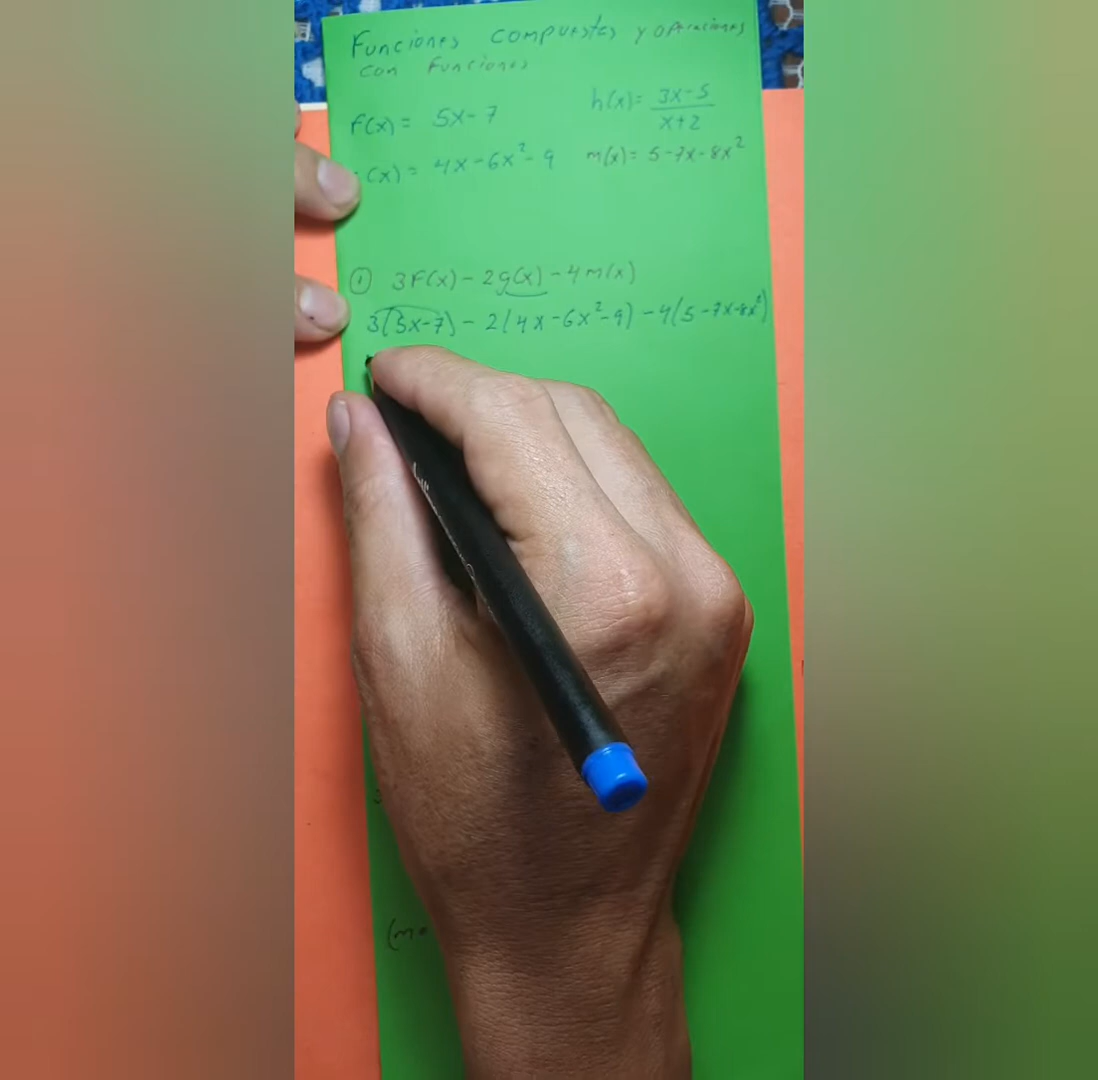 Funciones compuestas y operaciones
con funciones
f(x) = 5x - 7
h(x) = 3x-5 / x+2
(x) = 4x - 6x² - 9
m(x) = 5 - 7x - 8x²
① 3f(x) - 2g(x) - 4m(x)
3(5x-7) - 2(4x-6x²-9) - 4(5-7x-8x²)
(mo